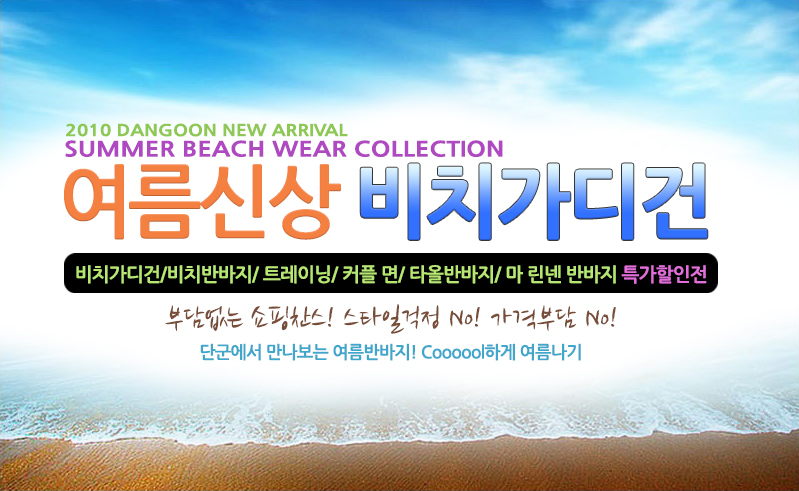 2010 DANGOON NEW ARRIVAL
SUMMER BEACH WEAR COLLECTION
여름신상 비치가디건
비치가디건/비치반바지/ 트레이닝/ 커플 면/ 타올반바지/ 마 린넨 반바지 특가할인전
부담없는 쇼핑찬스! 스타일걱정 No! 가격부담 No!
단군에서 만나보는 여름반바지! Coooool하게 여름나기